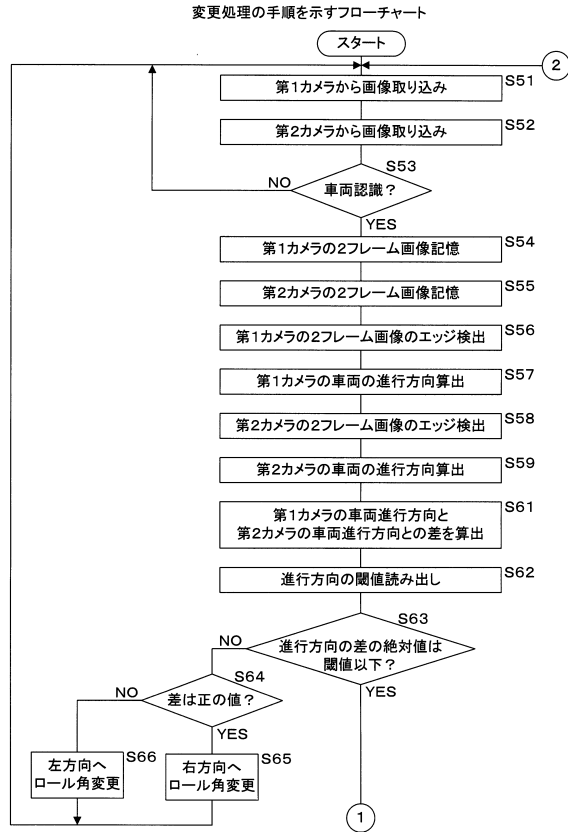 変更処理の手順を示すフローチャート
スタート
2
第1カメラから画像取り込み
S51
第2カメラから画像取り込み
S52
S53
車両認識？
NO
YES
第1カメラの2フレーム画像記憶
S54
第2カメラの2フレーム画像記憶
S55
第1カメラの2フレーム画像のエッジ検出
S56
第1カメラの車両の進行方向算出
S57
第2カメラの2フレーム画像のエッジ検出
S58
第2カメラの車両の進行方向算出
S59
第1カメラの車両進行方向と
第2カメラの車両進行方向との差を算出
S61
進行方向の閾値読み出し
S62
S63
進行方向の差の絶対値は
閾値以下？
NO
YES
S64
差は正の値？
NO
YES
左方向へ
ロール角変更
S66
右方向へ
ロール角変更
S65
1